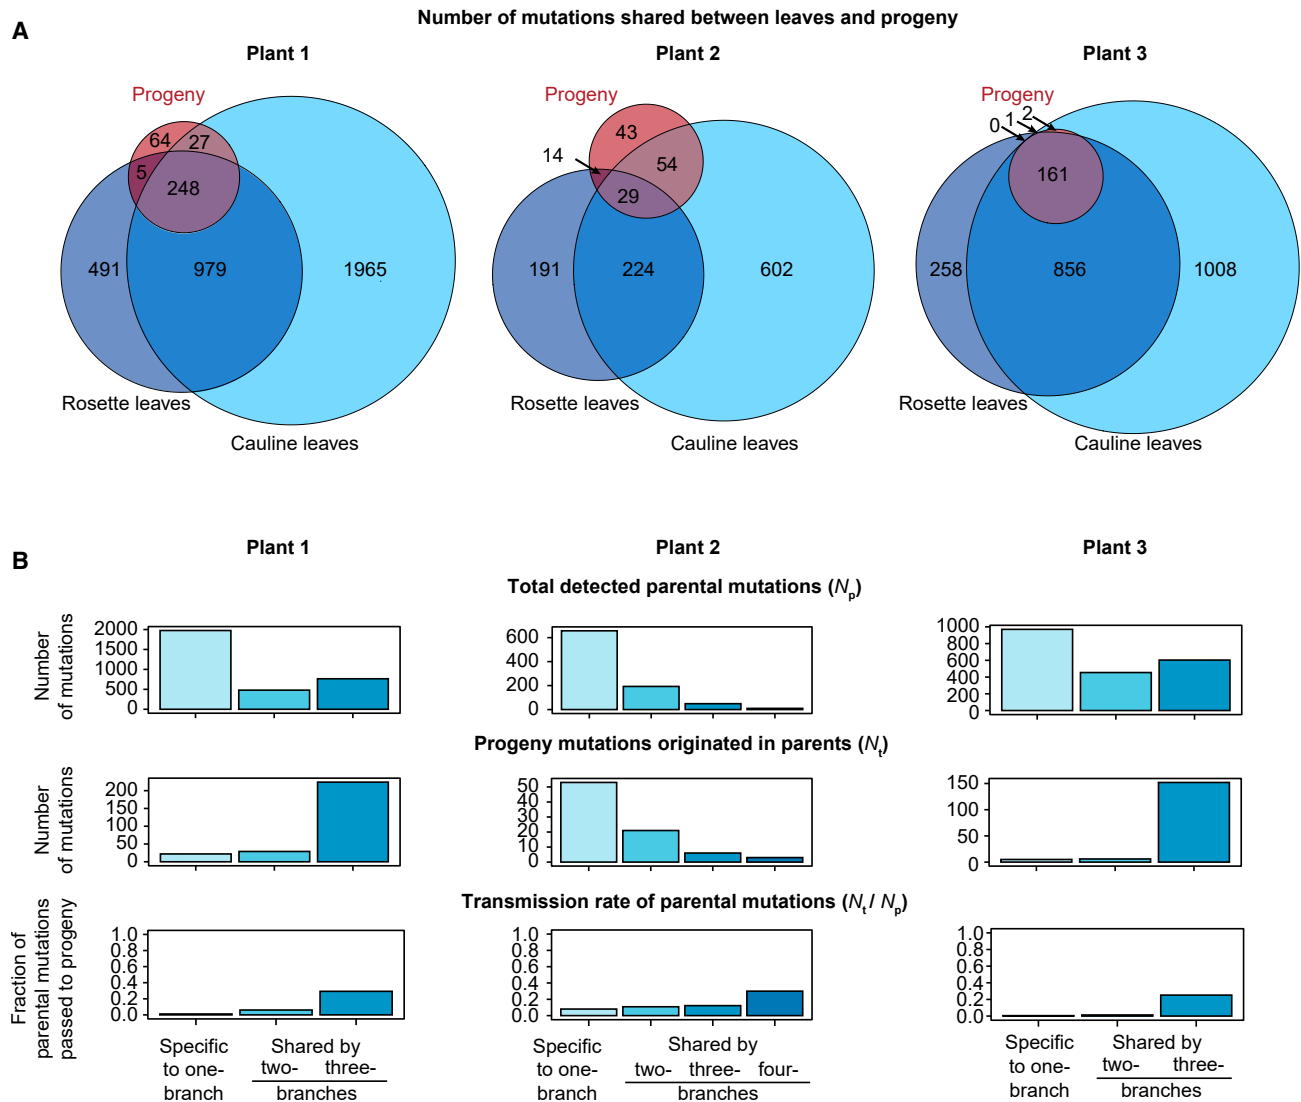 A
Number of mutations shared between leaves and progeny
Plant 1
Plant 2
Plant 3
Progeny
64
27
5
248
491
979
1965
Rosette leaves
Cauline leaves
Progeny
43
14
54
29
191
224
602
Rosette leaves
Cauline leaves
Progeny
0
1
2
161
258
856
1008
Rosette leaves
Cauline leaves
B
Plant 1
Plant 2
Plant 3
Total detected parental mutations (Np)
Number
of mutations
2000
1500
1000
500
0
600
400
200
0
1000
800
600
400
200
0
Progeny mutations originated in parents (Nt)
Number
of mutations
200
150
100
50
0
50
40
30
20
10
0
150
100
50
0
Transmission rate of parental mutations (Nt / Np)
Fraction of
parental mutations
passed to progeny
1.0
0.8
0.6
0.4
0.2
0.0
1.0
0.8
0.6
0.4
0.2
0.0
1.0
0.8
0.6
0.4
0.2
0.0
Specific
to one-
branch
Shared by
two- three-
branches
Specific
to one-
branch
Shared by
two- three- four-
branches
Specific
to one-
branch
Shared by
two- three-
branches